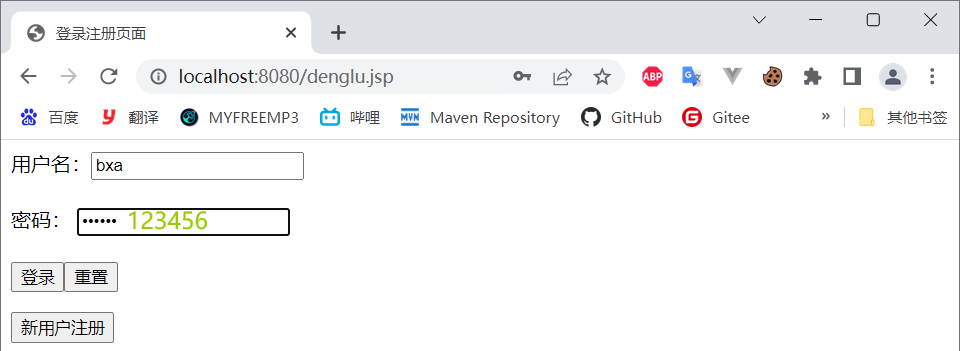 登录注册页面
localhost:8080/denglu.jsp
ABP
百度 翻译 MYFREEMP3 哔哩 MVN Maven Repository GitHub Gitee » 其他书签
用户名： bxa
密码： •••••• 123456
登录 重置
新用户注册